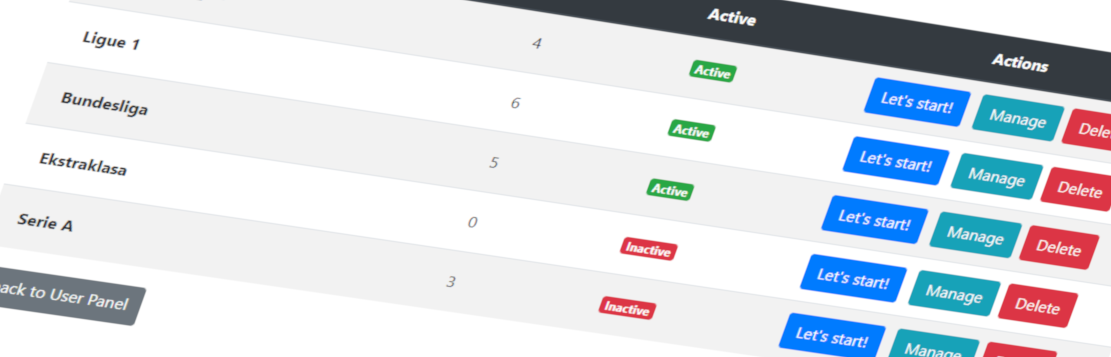 Active Actions
4 Active Let's start! Manage Dele
Ligue 1 6 Active Let's start! Manage Delete
Bundesliga 5 Active Let's start! Manage Delete
Ekstraklasa 0 Inactive Let's start! Manage Delete
Serie A 3 Inactive Let's start! Manage
ack to User Panel